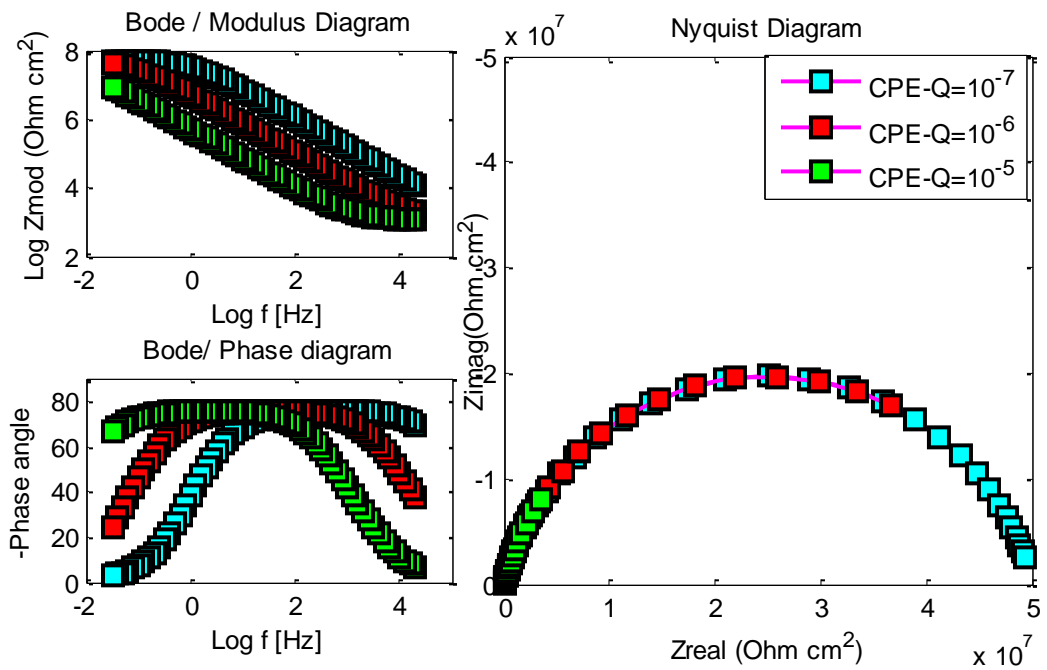 Bode / Modulus Diagram
8
6
4
2
Log Zmod (Ohm cm2)
-2
0
2
4
Log f [Hz]
Bode/ Phase diagram
80
60
40
20
0
-Phase angle
-2
0
2
4
Log f [Hz]
Nyquist Diagram
x 10^7
-5
-4
-3
-2
-1
0
Zimag(Ohm.cm2)
0
1
2
3
4
5
Zreal (Ohm cm^2)
x 10^7
CPE-Q=10^-7
CPE-Q=10^-6
CPE-Q=10^-5